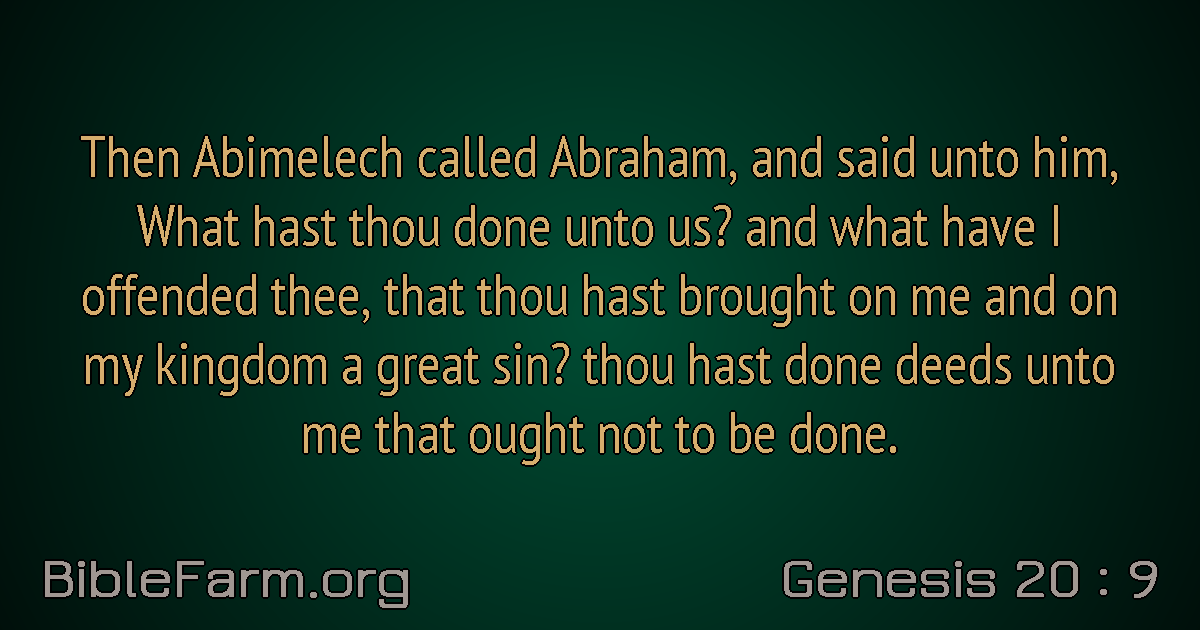 Then Abimelech called Abraham, and said unto him,
What hast thou done unto us? and what have I
offended thee, that thou hast brought on me and on
my kingdom a great sin? thou hast done deeds unto
me that ought not to be done.
BibleFarm.org
Genesis 20 : 9